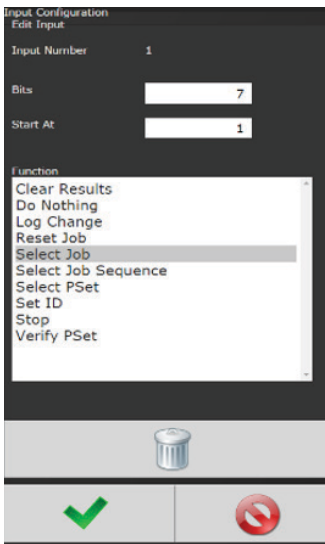 Input Configuration
Edit Input
Input Number 1
Bits 7
Start At 1
Function
Clear Results
Do Nothing
Log Change
Reset Job
Select Job
Select Job Sequence
Select PSet
Set ID
Stop
Verify PSet